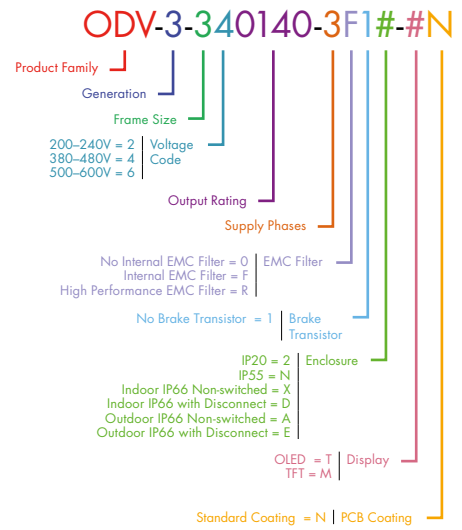 ODV-3-340140-3F1#-#N
Product Family
Generation
Frame Size
200–240V = 2 Voltage
380–480V = 4 Code
500–600V = 6
Output Rating
Supply Phases
No Internal EMC Filter = 0 EMC Filter
Internal EMC Filter = F
High Performance EMC Filter = R
No Brake Transistor = 1 Brake
Transistor
IP20 = 2 Enclosure
IP55 = N
Indoor IP66 Non-switched = X
Indoor IP66 with Disconnect = D
Outdoor IP66 Non-switched = A
Outdoor IP66 with Disconnect = E
OLED = T Display
TFT = M
Standard Coating = N PCB Coating